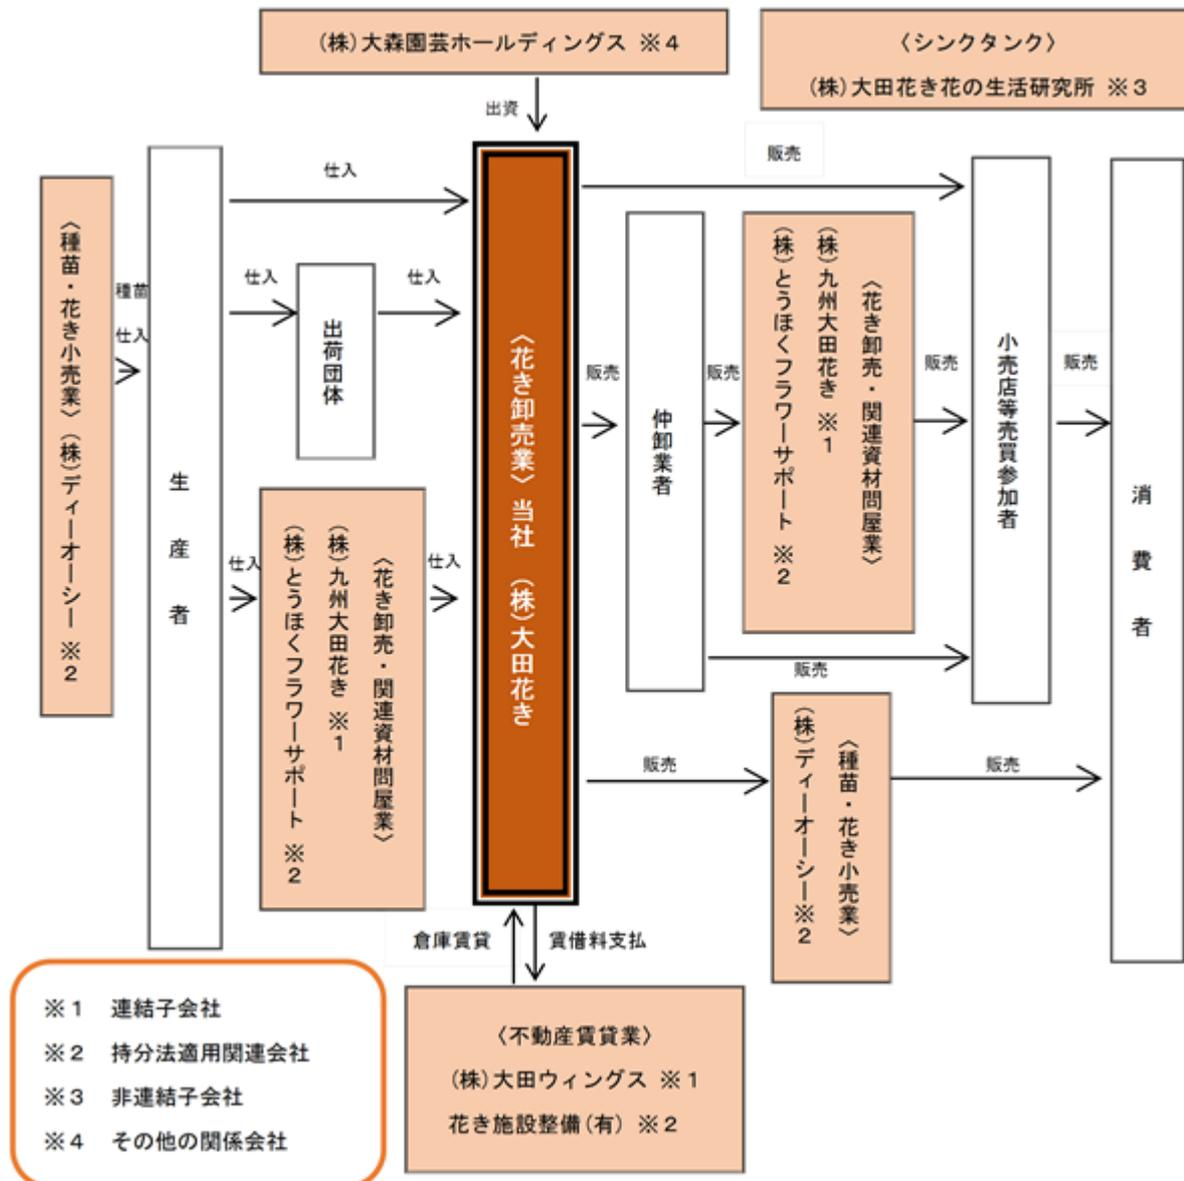 (株)大森園芸ホールディングス ※4
〈シンクタンク〉
(株)大田花き花の生活研究所 ※3
出資
〈種苗・花き小売業〉(株)ディーオーシー ※2
種苗
仕入
生産者
仕入
仕入
出荷団体
仕入
仕入
〈花き卸売・関連資材問屋業〉
(株)九州大田花き ※1
(株)とうほくフラワーサポート ※2
仕入
〈花き卸売業〉当社 (株)大田花き
販売
販売
仲卸業者
販売
〈花き卸売・関連資材問屋業〉
(株)九州大田花き ※1
(株)とうほくフラワーサポート ※2
販売
販売
小売店等売買参加者
販売
販売
〈種苗・花き小売業〉
(株)ディーオーシー※2
販売
消費者
倉庫賃貸
賃借料支払
〈不動産賃貸業〉
(株)大田ウィングス ※1
花き施設整備(有) ※2
※1 連結子会社
※2 持分法適用関連会社
※3 非連結子会社
※4 その他の関係会社